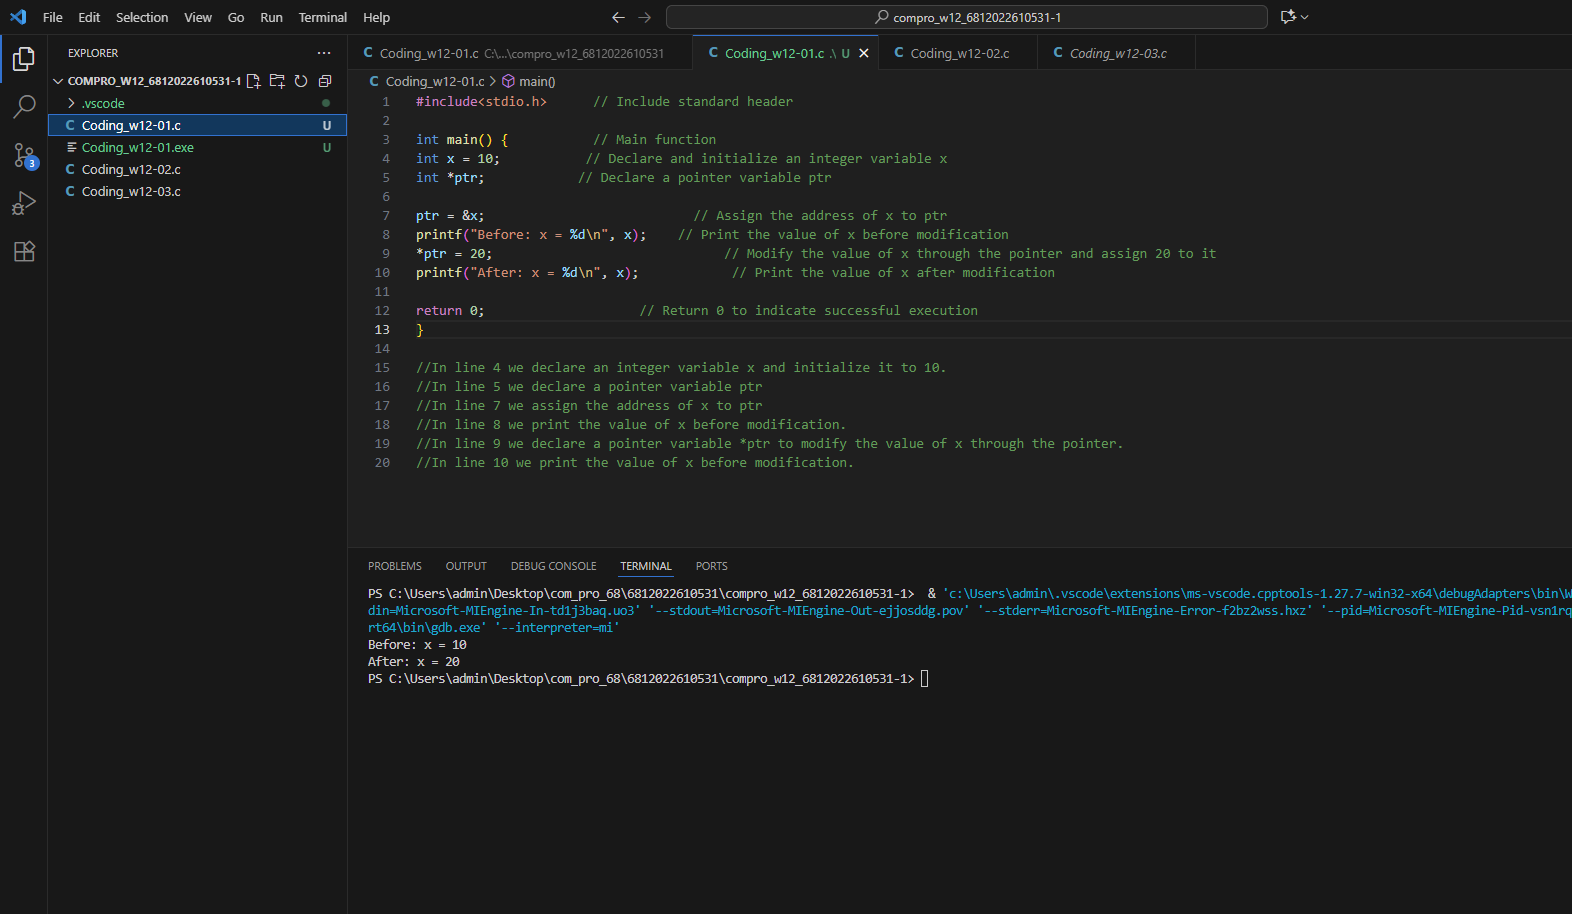 File Edit Selection View Go Run Terminal Help
compro_w12_6812022610531-1
EXPLORER
COMPRO_W12_6812022610531-1
.vscode
Coding_w12-01.c U
Coding_w12-01.exe U
Coding_w12-02.c
Coding_w12-03.c
3
Coding_w12-01.c C:\...\compro_w12_6812022610531
Coding_w12-01.c .\ U
Coding_w12-02.c
Coding_w12-03.c
Coding_w12-01.c > main()
1 #include<stdio.h> // Include standard header
2
3 int main() { // Main function
4 int x = 10; // Declare and initialize an integer variable x
5 int *ptr; // Declare a pointer variable ptr
6
7 ptr = &x; // Assign the address of x to ptr
8 printf("Before: x = %d\n", x); // Print the value of x before modification
9 *ptr = 20; // Modify the value of x through the pointer and assign 20 to it
10 printf("After: x = %d\n", x); // Print the value of x after modification
11
12 return 0; // Return 0 to indicate successful execution
13 }
14
15 //In line 4 we declare an integer variable x and initialize it to 10.
16 //In line 5 we declare a pointer variable ptr
17 //In line 7 we assign the address of x to ptr
18 //In line 8 we print the value of x before modification.
19 //In line 9 we declare a pointer variable *ptr to modify the value of x through the pointer.
20 //In line 10 we print the value of x before modification.
PROBLEMS OUTPUT DEBUG CONSOLE TERMINAL PORTS
PS C:\Users\admin\Desktop\com_pro_68\6812022610531\compro_w12_6812022610531-1> & 'c:\Users\admin\.vscode\extensions\ms-vscode.cpptools-1.27.7-win32-x64\debugAdapters\bin\W
din=Microsoft-MIEngine-In-td1j3baq.uo3' '--stdout=Microsoft-MIEngine-Out-ejjosddg.pov' '--stderr=Microsoft-MIEngine-Error-f2bz2wss.hxz' '--pid=Microsoft-MIEngine-Pid-vsn1rq
rt64\bin\gdb.exe' '--interpreter=mi'
Before: x = 10
After: x = 20
PS C:\Users\admin\Desktop\com_pro_68\6812022610531\compro_w12_6812022610531-1>